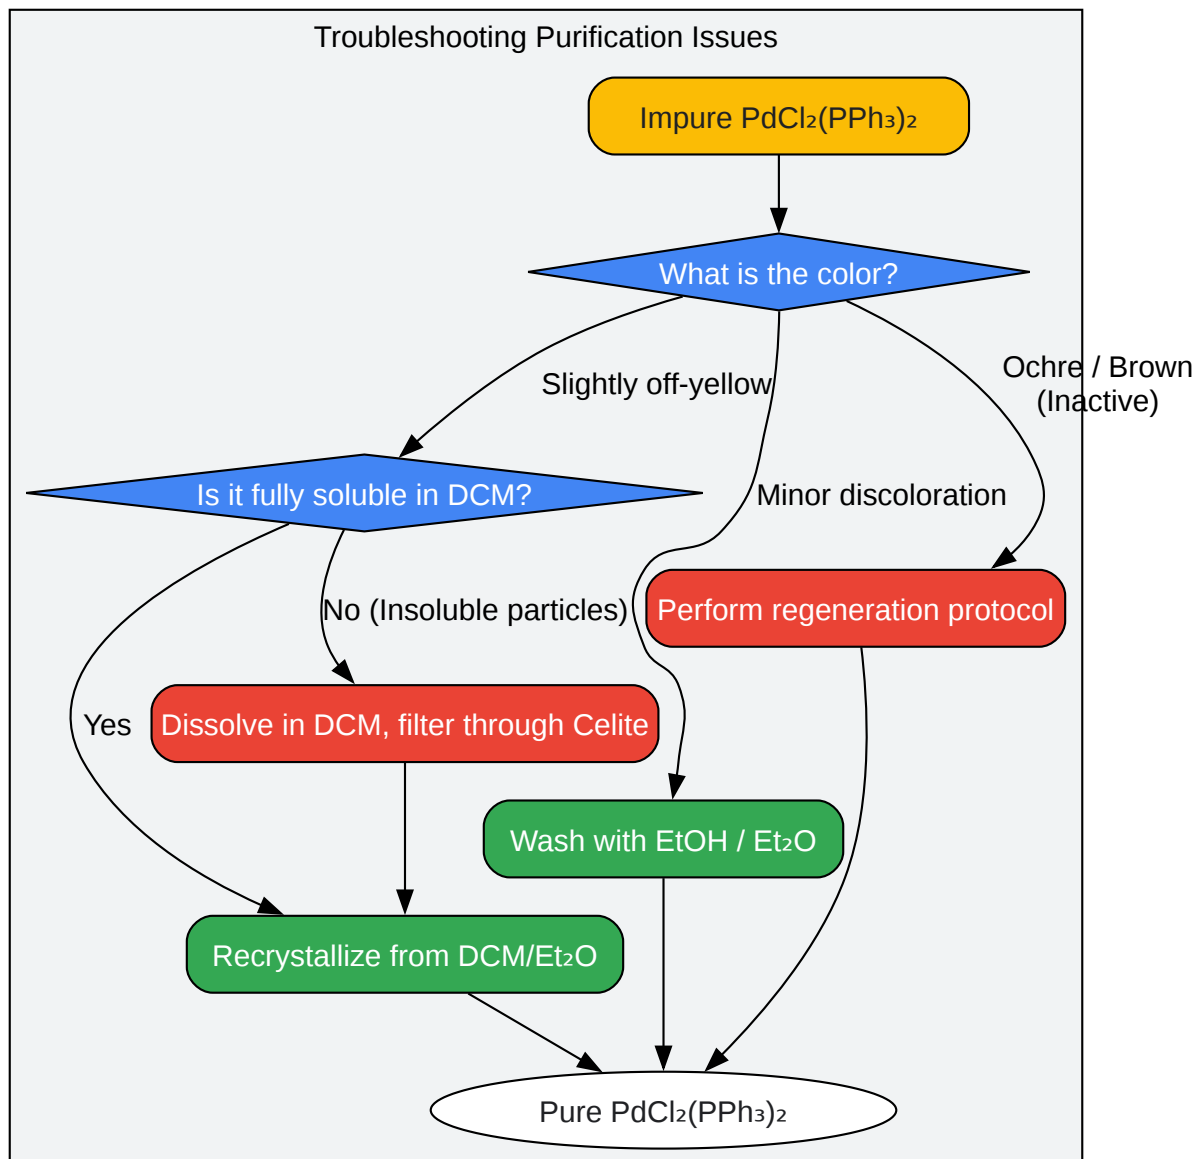 Troubleshooting Purification Issues
Impure PdCl₂(PPh₃)₂
What is the color?
Ochre / Brown
(Inactive)
Slightly off-yellow
Is it fully soluble in DCM?
Minor discoloration
No (Insoluble particles)
Perform regeneration protocol
Yes
Dissolve in DCM, filter through Celite
Wash with EtOH / Et₂O
Recrystallize from DCM/Et₂O
Pure PdCl₂(PPh₃)₂